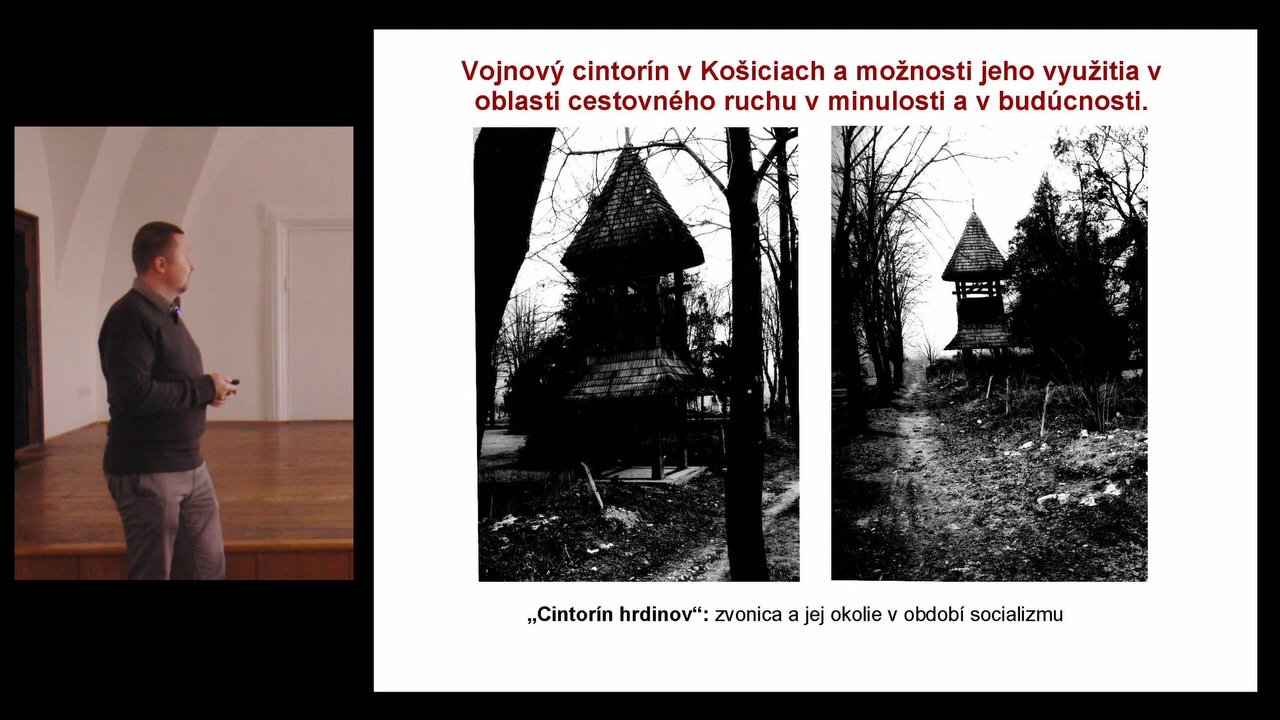 Vojnový cintorín v Košiciach a možnosti jeho využitia v
oblasti cestovného ruchu v minulosti a v budúcnosti.
„Cintorín hrdinov“: zvonica a jej okolie v období socializmu